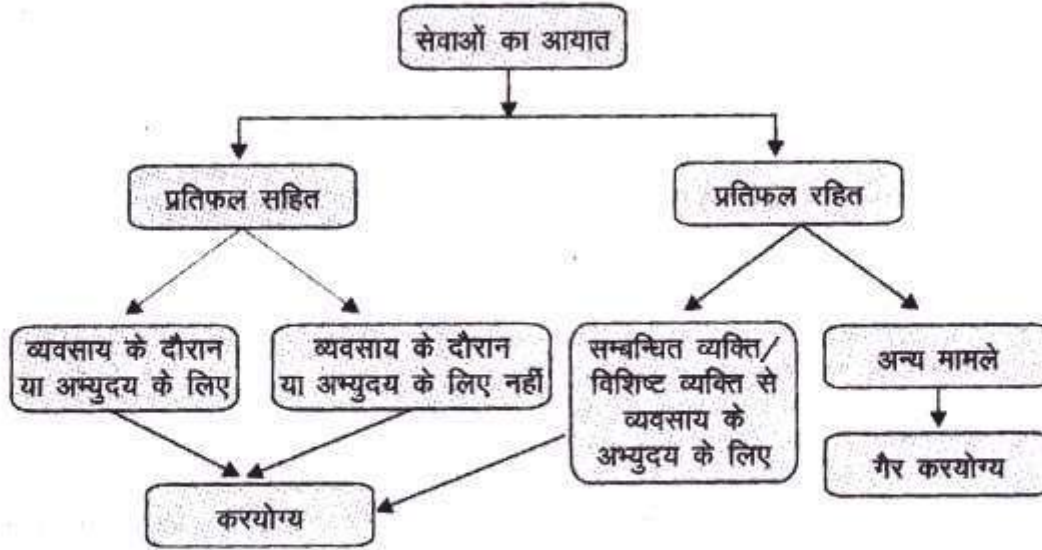 सेवाओं का आयात
प्रतिफल सहित
प्रतिफल रहित
व्यवसाय के दौरान
या अभ्युदय के लिए
व्यवसाय के दौरान
या अभ्युदय के लिए नहीं
सम्बन्धित व्यक्ति/
विशिष्ट व्यक्ति से
व्यवसाय के
अभ्युदय के लिए
अन्य मामले
गैर करयोग्य
करयोग्य